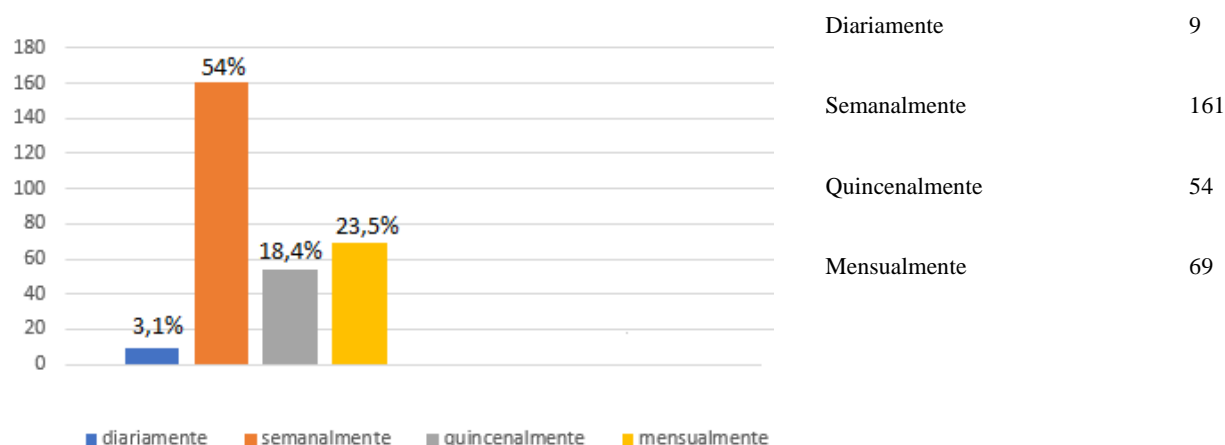 180
160
140
120
100
80
60
40
20
0
3,1%
54%
18,4%
23,5%
diariamente semanalmente quincenalmente mensualmente
Diariamente 9
Semanalmente 161
Quincenalmente 54
Mensualmente 69